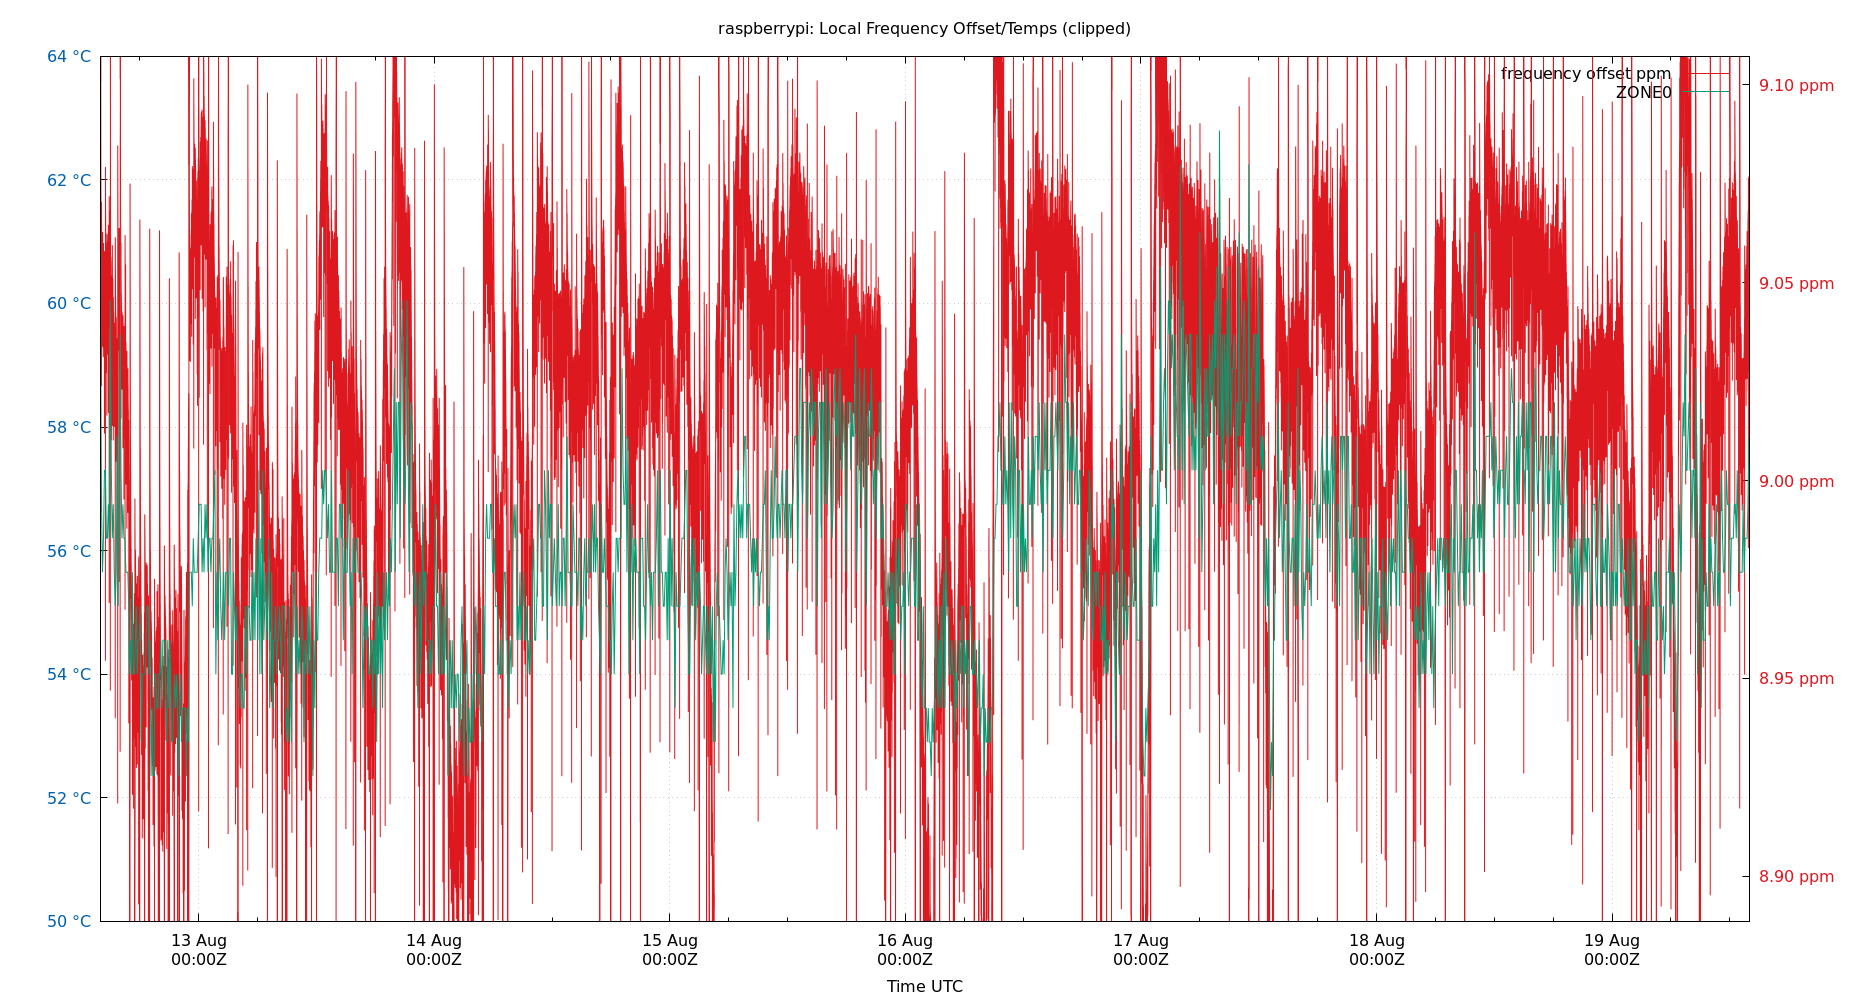 raspberrypi: Local Frequency Offset/Temps (clipped)
64 °C
62 °C
60 °C
58 °C
56 °C
54 °C
52 °C
50 °C
frequency offset ppm
ZONE0
9.10 ppm
9.05 ppm
9.00 ppm
8.95 ppm
8.90 ppm
13 Aug
00:00Z
14 Aug
00:00Z
15 Aug
00:00Z
16 Aug
00:00Z
17 Aug
00:00Z
18 Aug
00:00Z
19 Aug
00:00Z
Time UTC